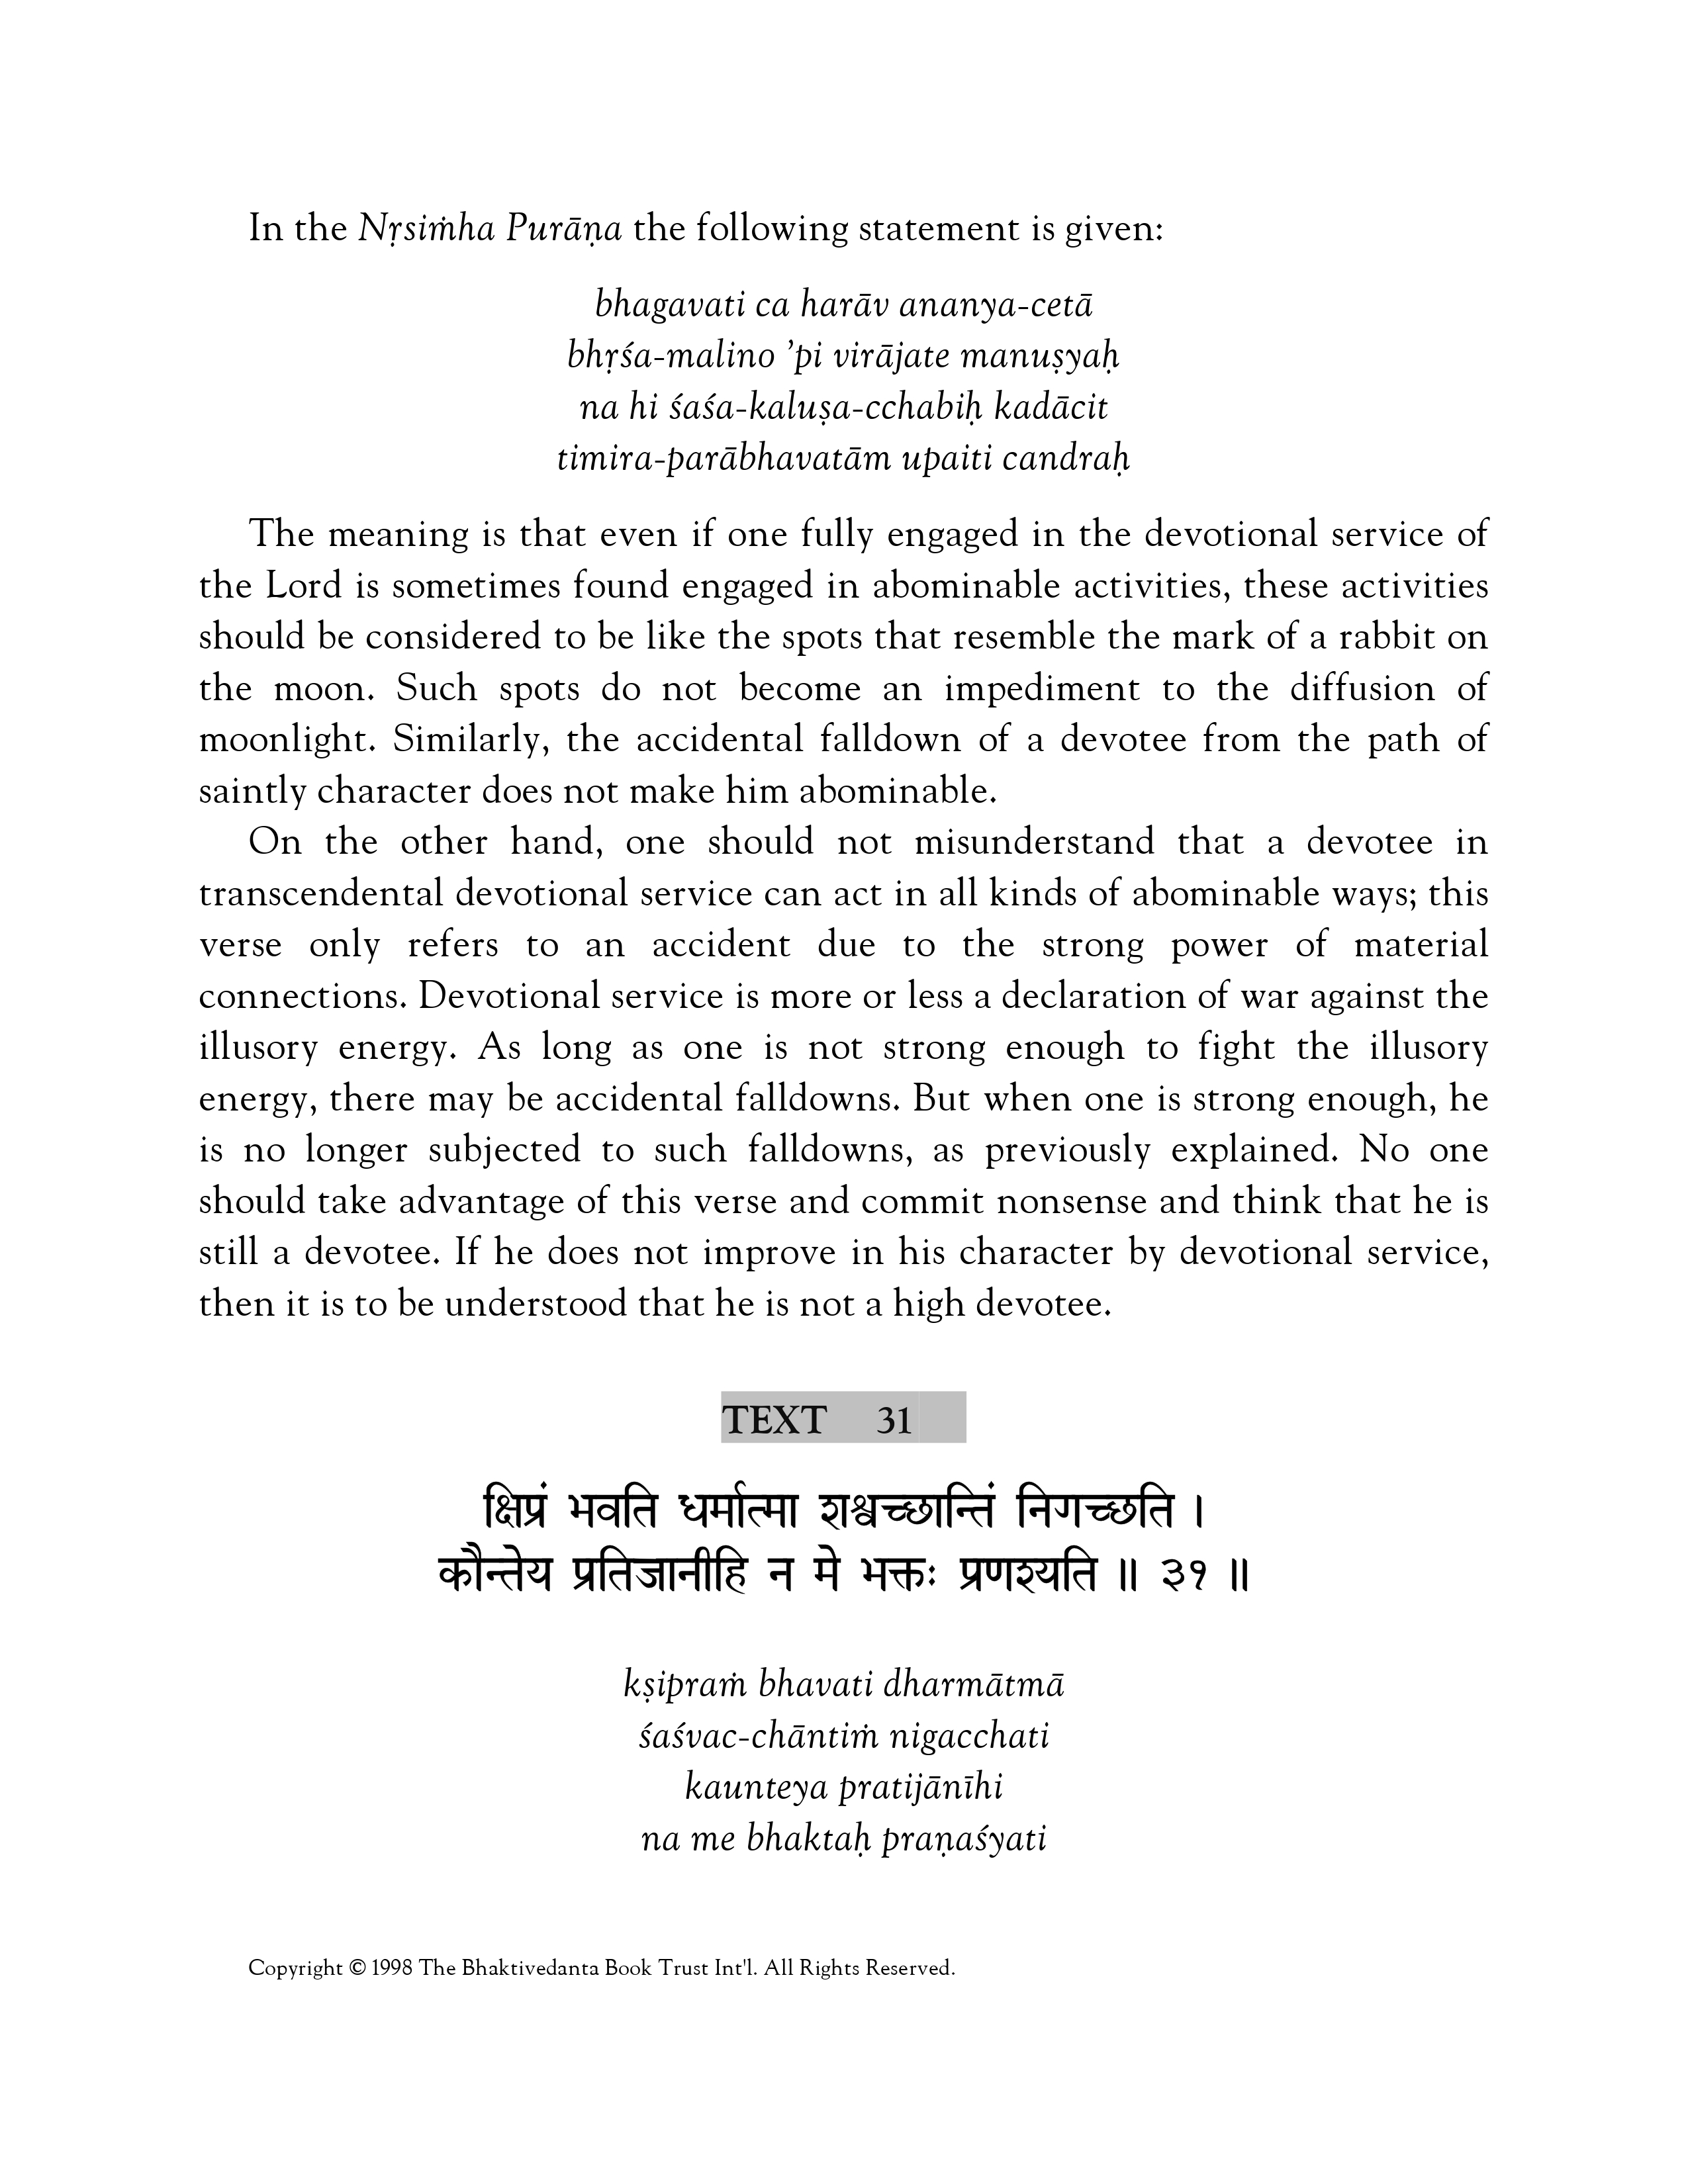 In the Nṛsiṁha Purāṇa the following statement is given:
bhagavati ca harāv ananya-cetā
bhṛśa-malino ’pi virājate manuṣyaḥ
na hi śaśa-kaluṣa-cchabiḥ kadācit
timira-parābhavatām upaiti candraḥ
The meaning is that even if one fully engaged in the devotional service of
the Lord is sometimes found engaged in abominable activities, these activities
should be considered to be like the spots that resemble the mark of a rabbit on
the moon. Such spots do not become an impediment to the diffusion of
moonlight. Similarly, the accidental falldown of a devotee from the path of
saintly character does not make him abominable.
On the other hand, one should not misunderstand that a devotee in
transcendental devotional service can act in all kinds of abominable ways; this
verse only refers to an accident due to the strong power of material
connections. Devotional service is more or less a declaration of war against the
illusory energy. As long as one is not strong enough to fight the illusory
energy, there may be accidental falldowns. But when one is strong enough, he
is no longer subjected to such falldowns, as previously explained. No one
should take advantage of this verse and commit nonsense and think that he is
still a devotee. If he does not improve in his character by devotional service,
then it is to be understood that he is not a high devotee.
TEXT 31
क्षिप्रं भवति धर्मात्मा शश्वच्छान्तिं निगच्छति ।
कौन्तेय प्रतिजानीहि न मे भक्तः प्रणश्यति ॥ ३१ ॥
kṣipraṁ bhavati dharmātmā
śaśvac-chāntiṁ nigacchati
kaunteya pratijānīhi
na me bhaktaḥ praṇaśyati
Copyright © 1998 The Bhaktivedanta Book Trust Int'l. All Rights Reserved.